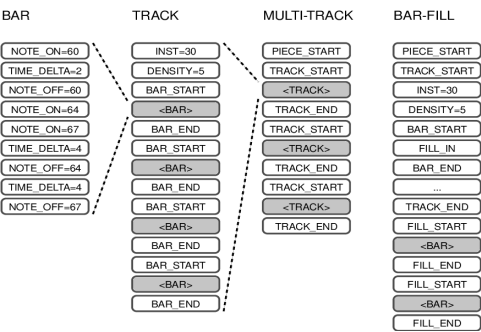 BAR
NOTE_ON=60
TIME_DELTA=2
NOTE_OFF=60
NOTE_ON=64
NOTE_ON=67
TIME_DELTA=4
NOTE_OFF=64
TIME_DELTA=4
NOTE_OFF=67
TRACK
INST=30
DENSITY=5
BAR_START
<BAR>
BAR_END
BAR_START
<BAR>
BAR_END
BAR_START
<BAR>
BAR_END
BAR_START
<BAR>
BAR_END
MULTI-TRACK
PIECE_START
TRACK_START
<TRACK>
TRACK_END
TRACK_START
<TRACK>
TRACK_END
TRACK_START
<TRACK>
TRACK_END
BAR-FILL
PIECE_START
TRACK_START
INST=30
DENSITY=5
BAR_START
FILL_IN
BAR_END
...
TRACK_END
FILL_START
<BAR>
FILL_END
FILL_START
<BAR>
FILL_END